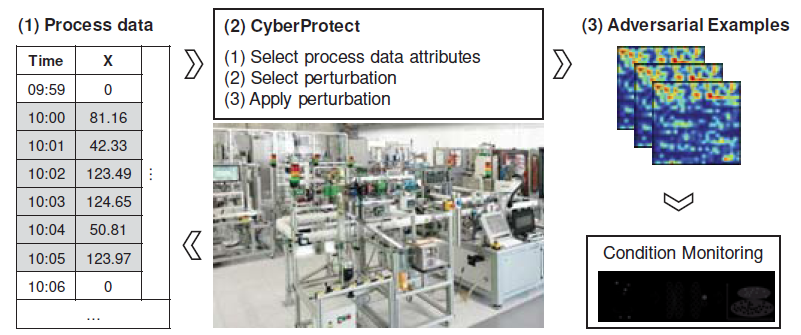 (1) Process data
Time X
09:59 0
10:00 81.16
10:01 42.33
10:02 123.49
10:03 124.65
10:04 50.81
10:05 123.97
10:06 0
...
⋮
(2) CyberProtect
(1) Select process data attributes
(2) Select perturbation
(3) Apply perturbation
(3) Adversarial Examples
Condition Monitoring